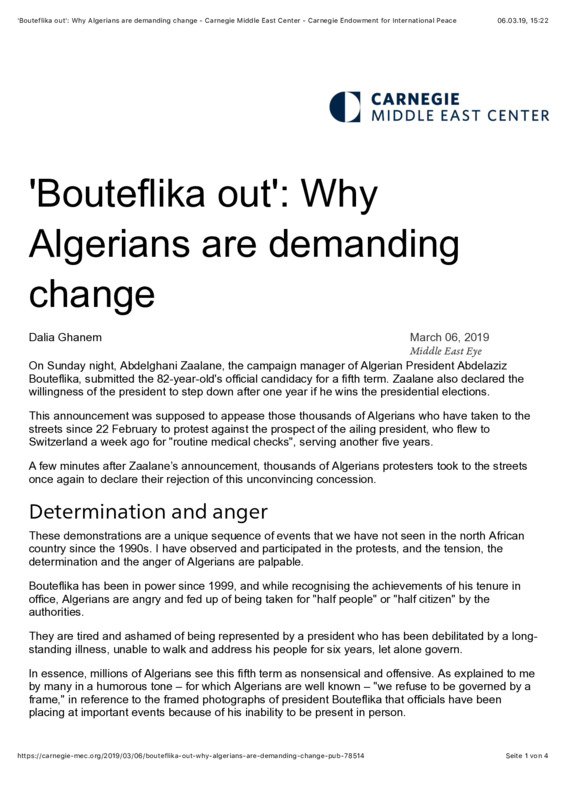 'Bouteflika out': Why Algerians are demanding change - Carnegie Middle East Center - Carnegie Endowment for International Peace 06.03.19, 15:22
CARNEGIE
MIDDLE EAST CENTER
'Bouteflika out': Why
Algerians are demanding
change
Dalia Ghanem March 06, 2019
Middle East Eye
On Sunday night, Abdelghani Zaalane, the campaign manager of Algerian President Abdelaziz
Bouteflika, submitted the 82-year-old's official candidacy for a fifth term. Zaalane also declared the
willingness of the president to step down after one year if he wins the presidential elections.
This announcement was supposed to appease those thousands of Algerians who have taken to the
streets since 22 February to protest against the prospect of the ailing president, who flew to
Switzerland a week ago for "routine medical checks", serving another five years.
A few minutes after Zaalane’s announcement, thousands of Algerians protesters took to the streets
once again to declare their rejection of this unconvincing concession.
Determination and anger
These demonstrations are a unique sequence of events that we have not seen in the north African
country since the 1990s. I have observed and participated in the protests, and the tension, the
determination and the anger of Algerians are palpable.
Bouteflika has been in power since 1999, and while recognising the achievements of his tenure in
office, Algerians are angry and fed up of being taken for "half people" or "half citizen" by the
authorities.
They are tired and ashamed of being represented by a president who has been debilitated by a long-
standing illness, unable to walk and address his people for six years, let alone govern.
In essence, millions of Algerians see this fifth term as nonsensical and offensive. As explained to me
by many in a humorous tone – for which Algerians are well known – "we refuse to be governed by a
frame," in reference to the framed photographs of president Bouteflika that officials have been
placing at important events because of his inability to be present in person.
https://carnegie-mec.org/2019/03/06/bouteflika-out-why-algerians-are-demanding-change-pub-78514 Seite 1 von 4